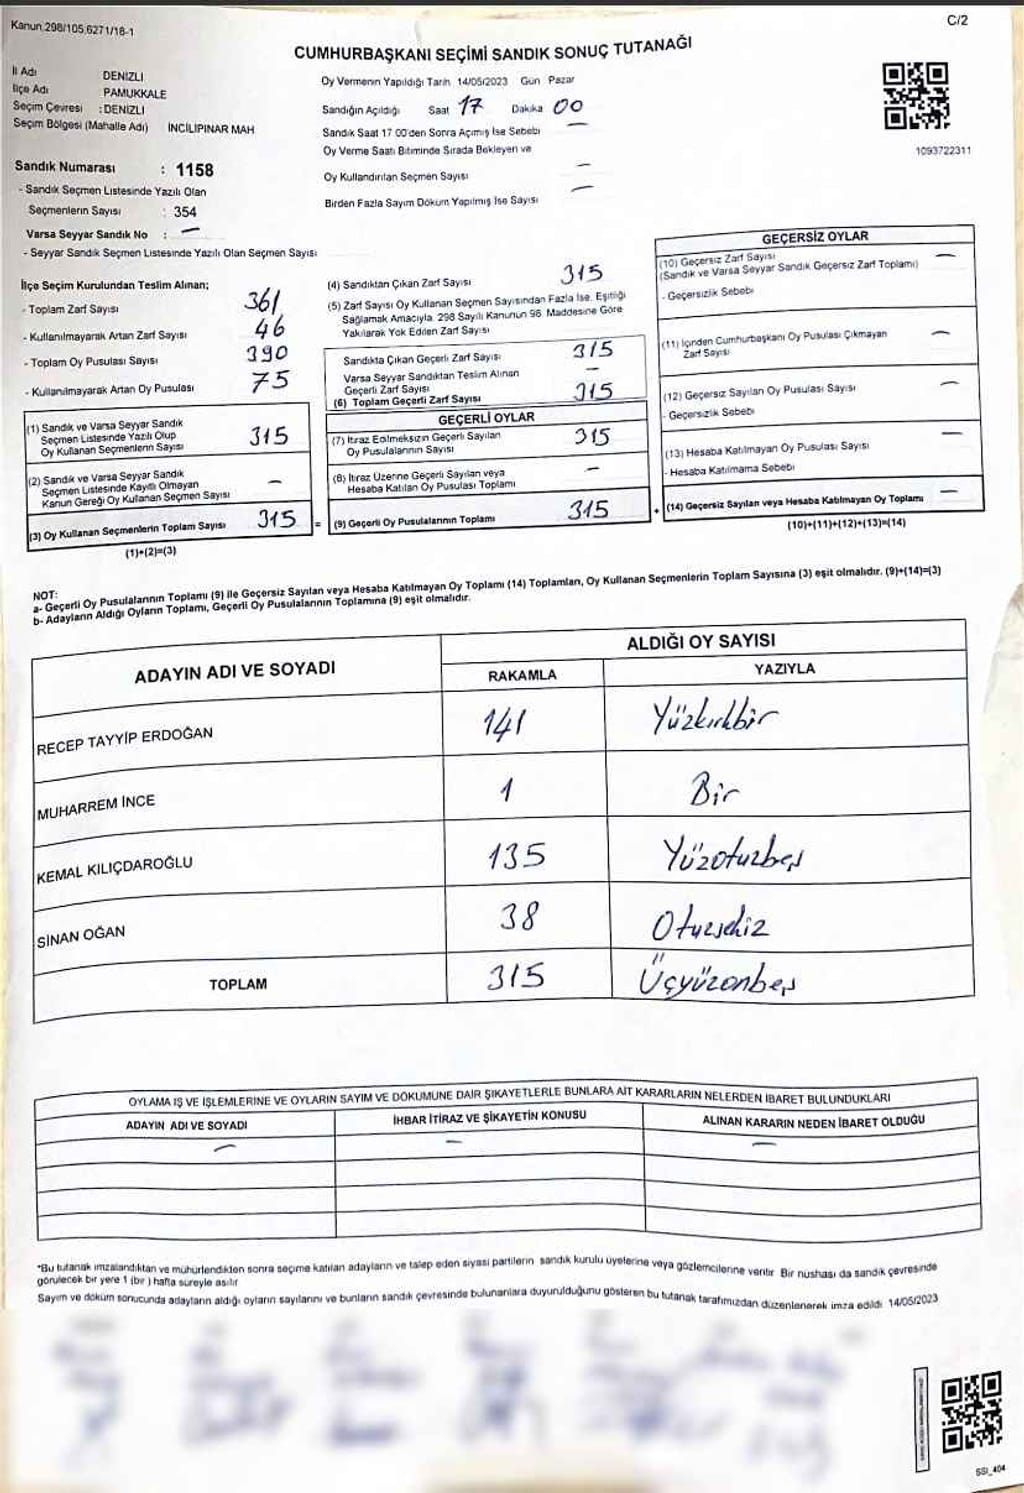 Kanun.298/105,6271/18-1
C/2
CUMHURBAŞKANI SEÇİMİ SANDIK SONUÇ TUTANAĞI
İl Adı DENİZLİ
İlçe Adı PAMUKKALE
Seçim Çevresi : DENİZLİ
Seçim Bölgesi (Mahalle Adı) İNCİLİPINAR MAH
Sandık Numarası : 1158
- Sandık Seçmen Listesinde Yazılı Olan
Seçmenlerin Sayısı : 354
Varsa Seyyar Sandık No : —
- Seyyar Sandık Seçmen Listesinde Yazılı Olan Seçmen Sayısı
Oy Vermenin Yapıldığı Tarih 14/05/2023 Gün Pazar
Sandığın Açıldığı Saat 17 Dakika 00
Sandık Saat 17 00'den Sonra Açılmış İse Sebebi —
Oy Verme Saati Bitiminde Sırada Bekleyen ve
Oy Kullandırılan Seçmen Sayısı —
Birden Fazla Sayım Döküm Yapılmış İse Sayısı —
1093722311
İlçe Seçim Kurulundan Teslim Alınan;
- Toplam Zarf Sayısı 361
- Kullanılmayarak Artan Zarf Sayısı 46
- Toplam Oy Pusulası Sayısı 390
- Kullanılmayarak Artan Oy Pusulası 75
(1) Sandık ve Varsa Seyyar Sandık
Seçmen Listesinde Yazılı Olup
Oy Kullanan Seçmenlerin Sayısı 315
(2) Sandık ve Varsa Seyyar Sandık
Seçmen Listesinde Kayıtlı Olmayan
Kanun Gereği Oy Kullanan Seçmen Sayısı —
(3) Oy Kullanan Seçmenlerin Toplam Sayısı 315 =
(1)+(2)=(3)
(4) Sandıktan Çıkan Zarf Sayısı 315
(5) Zarf Sayısı Oy Kullanan Seçmen Sayısından Fazla İse, Eşitliği
Sağlamak Amacıyla, 298 Sayılı Kanunun 98. Maddesine Göre
Yakılarak Yok Edilen Zarf Sayısı
Sandıkta Çıkan Geçerli Zarf Sayısı 315
Varsa Seyyar Sandıktan Teslim Alınan
Geçerli Zarf Sayısı —
(6) Toplam Geçerli Zarf Sayısı 315
GEÇERLİ OYLAR
(7) İtiraz Edilmeksizin Geçerli Sayılan
Oy Pusulalarının Sayısı 315
(8) İtiraz Üzerine Geçerli Sayılan veya
Hesaba Katılan Oy Pusulası Toplamı —
(9) Geçerli Oy Pusulalarının Toplamı 315 +
GEÇERSİZ OYLAR
(10) Geçersiz Zarf Sayısı —
(Sandık ve Varsa Seyyar Sandık Geçersiz Zarf Toplamı)
- Geçersizlik Sebebi
(11) İçinden Cumhurbaşkanı Oy Pusulası Çıkmayan —
Zarf Sayısı
(12) Geçersiz Sayılan Oy Pusulası Sayısı —
- Geçersizlik Sebebi
(13) Hesaba Katılmayan Oy Pusulası Sayısı —
- Hesaba Katılmama Sebebi
(14) Geçersiz Sayılan veya Hesaba Katılmayan Oy Toplamı —
(10)+(11)+(12)+(13)=(14)
NOT:
a- Geçerli Oy Pusulalarının Toplamı (9) ile Geçersiz Sayılan veya Hesaba Katılmayan Oy Toplamı (14) Toplamları, Oy Kullanan Seçmenlerin Toplam Sayısına (3) eşit olmalıdır. (9)+(14)=(3)
b- Adayların Aldığı Oyların Toplamı, Geçerli Oy Pusulalarının Toplamına (9) eşit olmalıdır.
ADAYIN ADI VE SOYADI
ALDIĞI OY SAYISI
RAKAMLA YAZIYLA
RECEP TAYYİP ERDOĞAN 141 Yüzkırkbir
MUHARREM İNCE 1 Bir
KEMAL KILIÇDAROĞLU 135 Yüzotuzbeş
SİNAN OĞAN 38 Otuzsekiz
TOPLAM 315 Üçyüzonbeş
OYLAMA İŞ VE İŞLEMLERİNE VE OYLARIN SAYIM VE DÖKÜMÜNE DAİR ŞİKAYETLERLE BUNLARA AİT KARARLARIN NELERDEN İBARET BULUNDUKLARI
ADAYIN ADI VE SOYADI İHBAR İTİRAZ VE ŞİKAYETİN KONUSU ALINAN KARARIN NEDEN İBARET OLDUĞU
— — —
*Bu tutanak imzalandıktan ve mühürlendikten sonra seçime katılan adayların ve talep eden siyasi partilerin sandık kurulu üyelerine veya gözlemcilerine verilir Bir nüshası da sandık çevresinde
görülecek bir yere 1 (bir) hafta süreyle asılır
Sayım ve döküm sonucunda adayların aldığı oyların sayılarını ve bunların sandık çevresinde bulunanlara duyurulduğunu gösteren bu tutanak tarafımızdan düzenlenerek imza edildi 14/05/2023
SSI_404